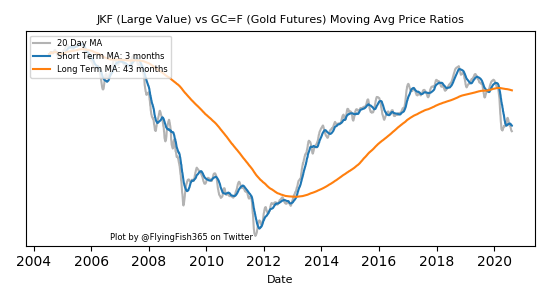 JKF (Large Value) vs GC=F (Gold Futures) Moving Avg Price Ratios
20 Day MA
Short Term MA: 3 months
Long Term MA: 43 months
Plot by @FlyingFish365 on Twitter
2004 2006 2008 2010 2012 2014 2016 2018 2020
Date